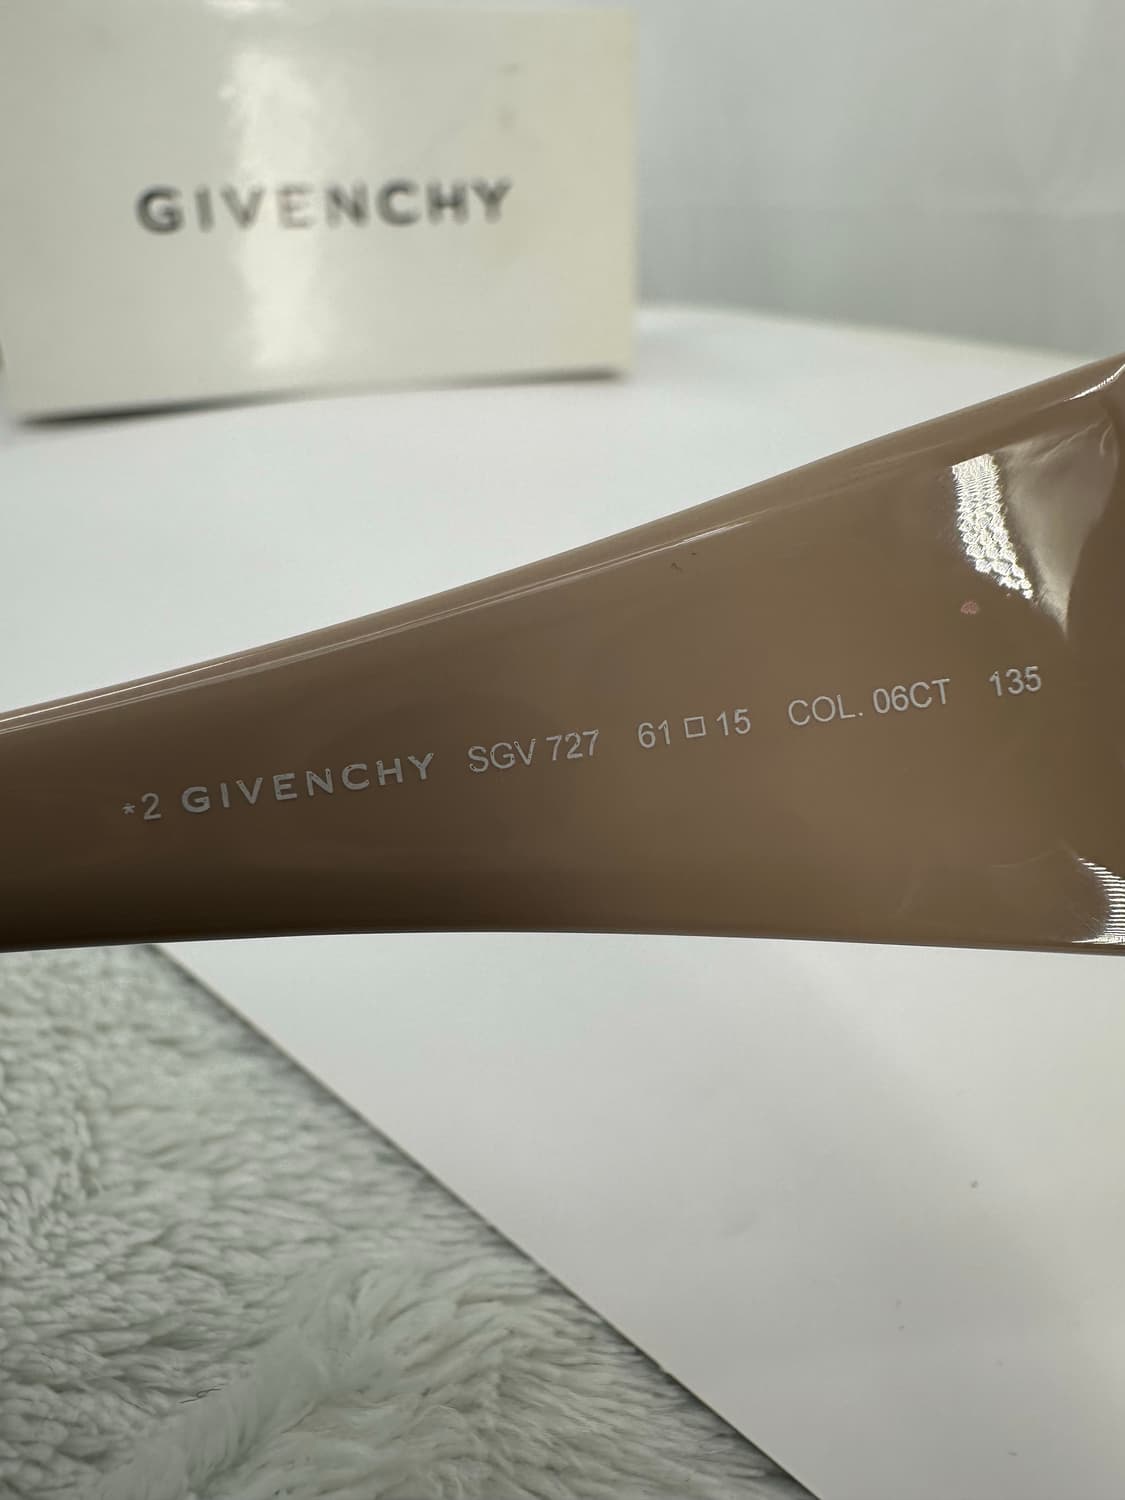 GIVENCHY
*2 GIVENCHY SGV 727 61□15 COL. 06CT 135